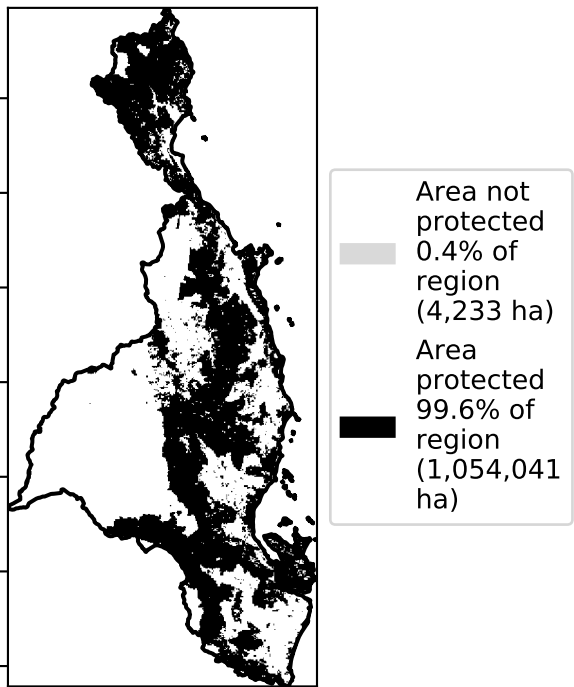 Area not
protected
0.4% of
region
(4,233 ha)
Area
protected
99.6% of
region
(1,054,041
ha)